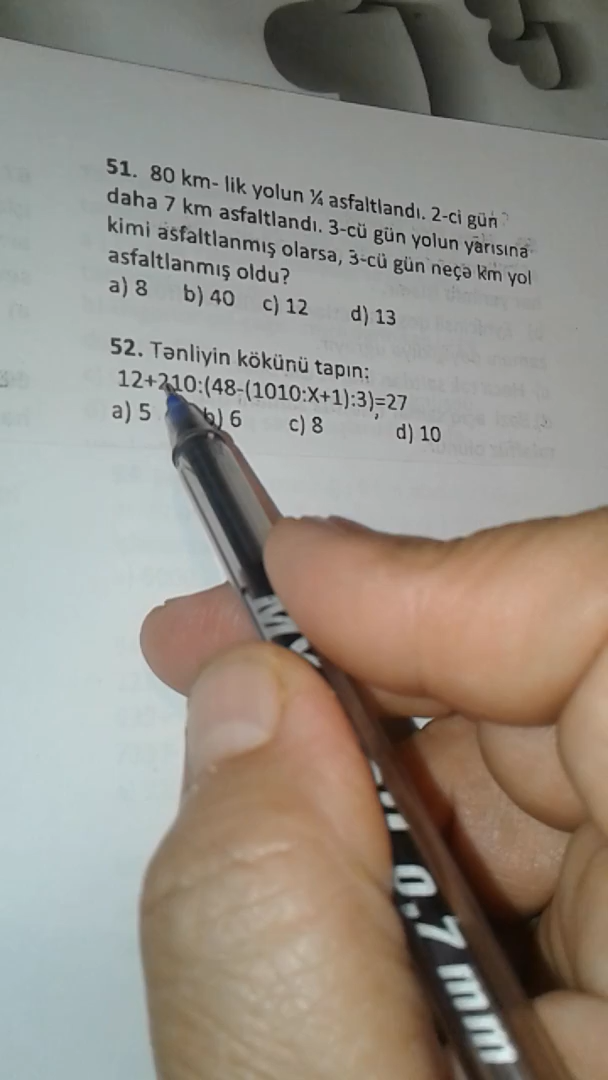 51. 80 km- lik yolun ¼ asfaltlandı. 2-ci gün
daha 7 km asfaltlandı. 3-cü gün yolun yarısına
kimi asfaltlanmış olarsa, 3-cü gün neçə km yol
asfaltlanmış oldu?
a) 8 b) 40 c) 12 d) 13
52. Tənliyin kökünü tapın:
12+210:(48-(1010:X+1):3)=27
a) 5 b) 6 c) 8 d) 10
0.7 mm